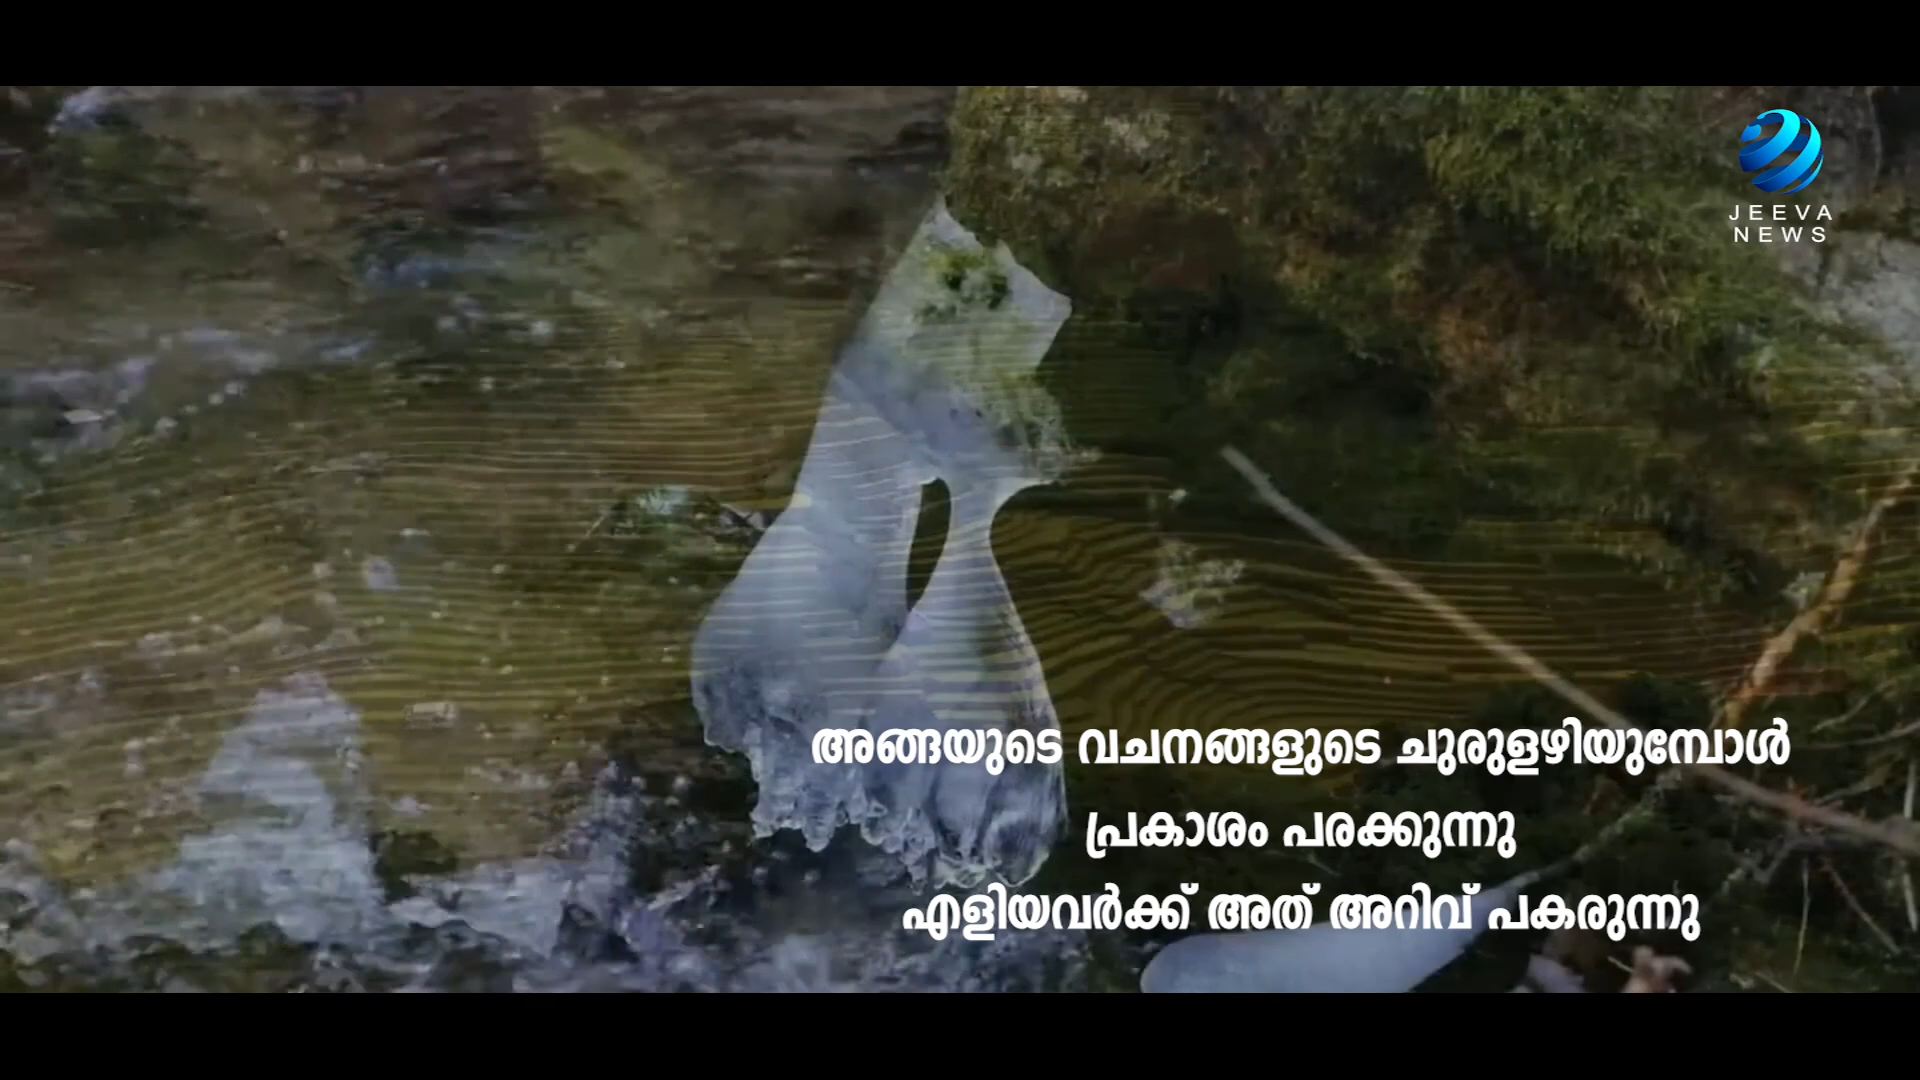 JEEVA
NEWS
അങ്ങയുടെ വചനങ്ങളുടെ ചുരുളഴിയുമ്പോൾ
പ്രകാശം പരക്കുന്നു
എളിയവർക്ക് അത് അറിവ് പകരുന്നു